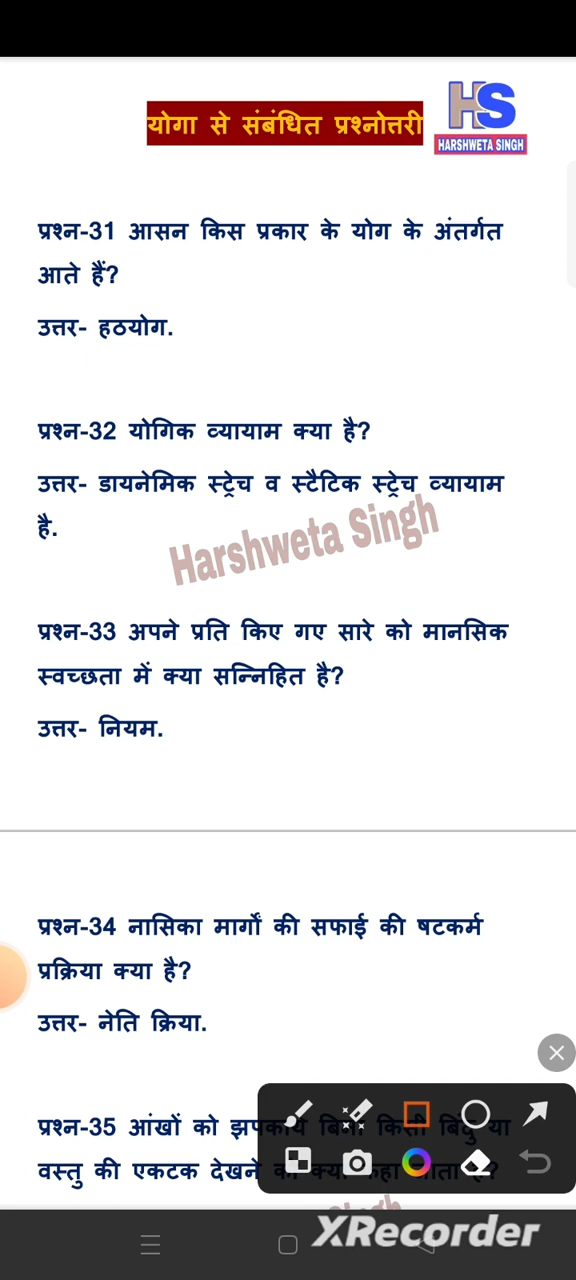 योगा से संबंधित प्रश्नोत्तरी
HS
HARSHWETA SINGH
प्रश्न-31 आसन किस प्रकार के योग के अंतर्गत
आते हैं?
उत्तर- हठयोग.
प्रश्न-32 योगिक व्यायाम क्या है?
उत्तर- डायनेमिक स्ट्रेच व स्टैटिक स्ट्रेच व्यायाम
है.
Harshweta Singh
प्रश्न-33 अपने प्रति किए गए सारे को मानसिक
स्वच्छता में क्या सन्निहित है?
उत्तर- नियम.
प्रश्न-34 नासिका मार्गों की सफाई की षटकर्म
प्रक्रिया क्या है?
उत्तर- नेति क्रिया.
प्रश्न-35 आंखों को झपकाये बिना किसी बिंदु या
वस्तु की एकटक देखने
XRecorder